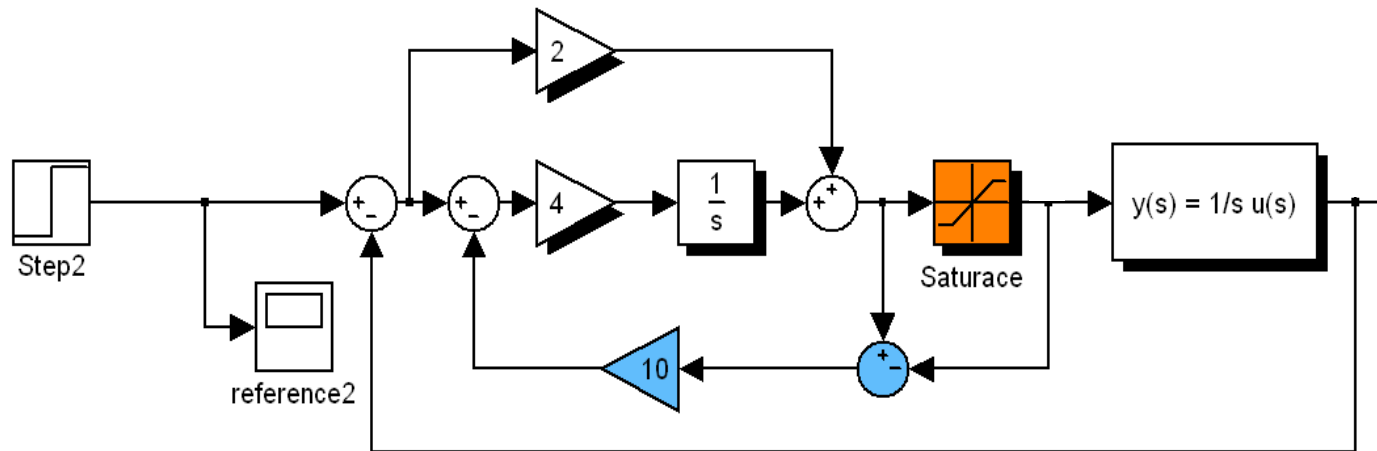 2
Step2
+
-
+
-
4
1
s
+
+
Saturace
y(s) = 1/s u(s)
reference2
10
+
-